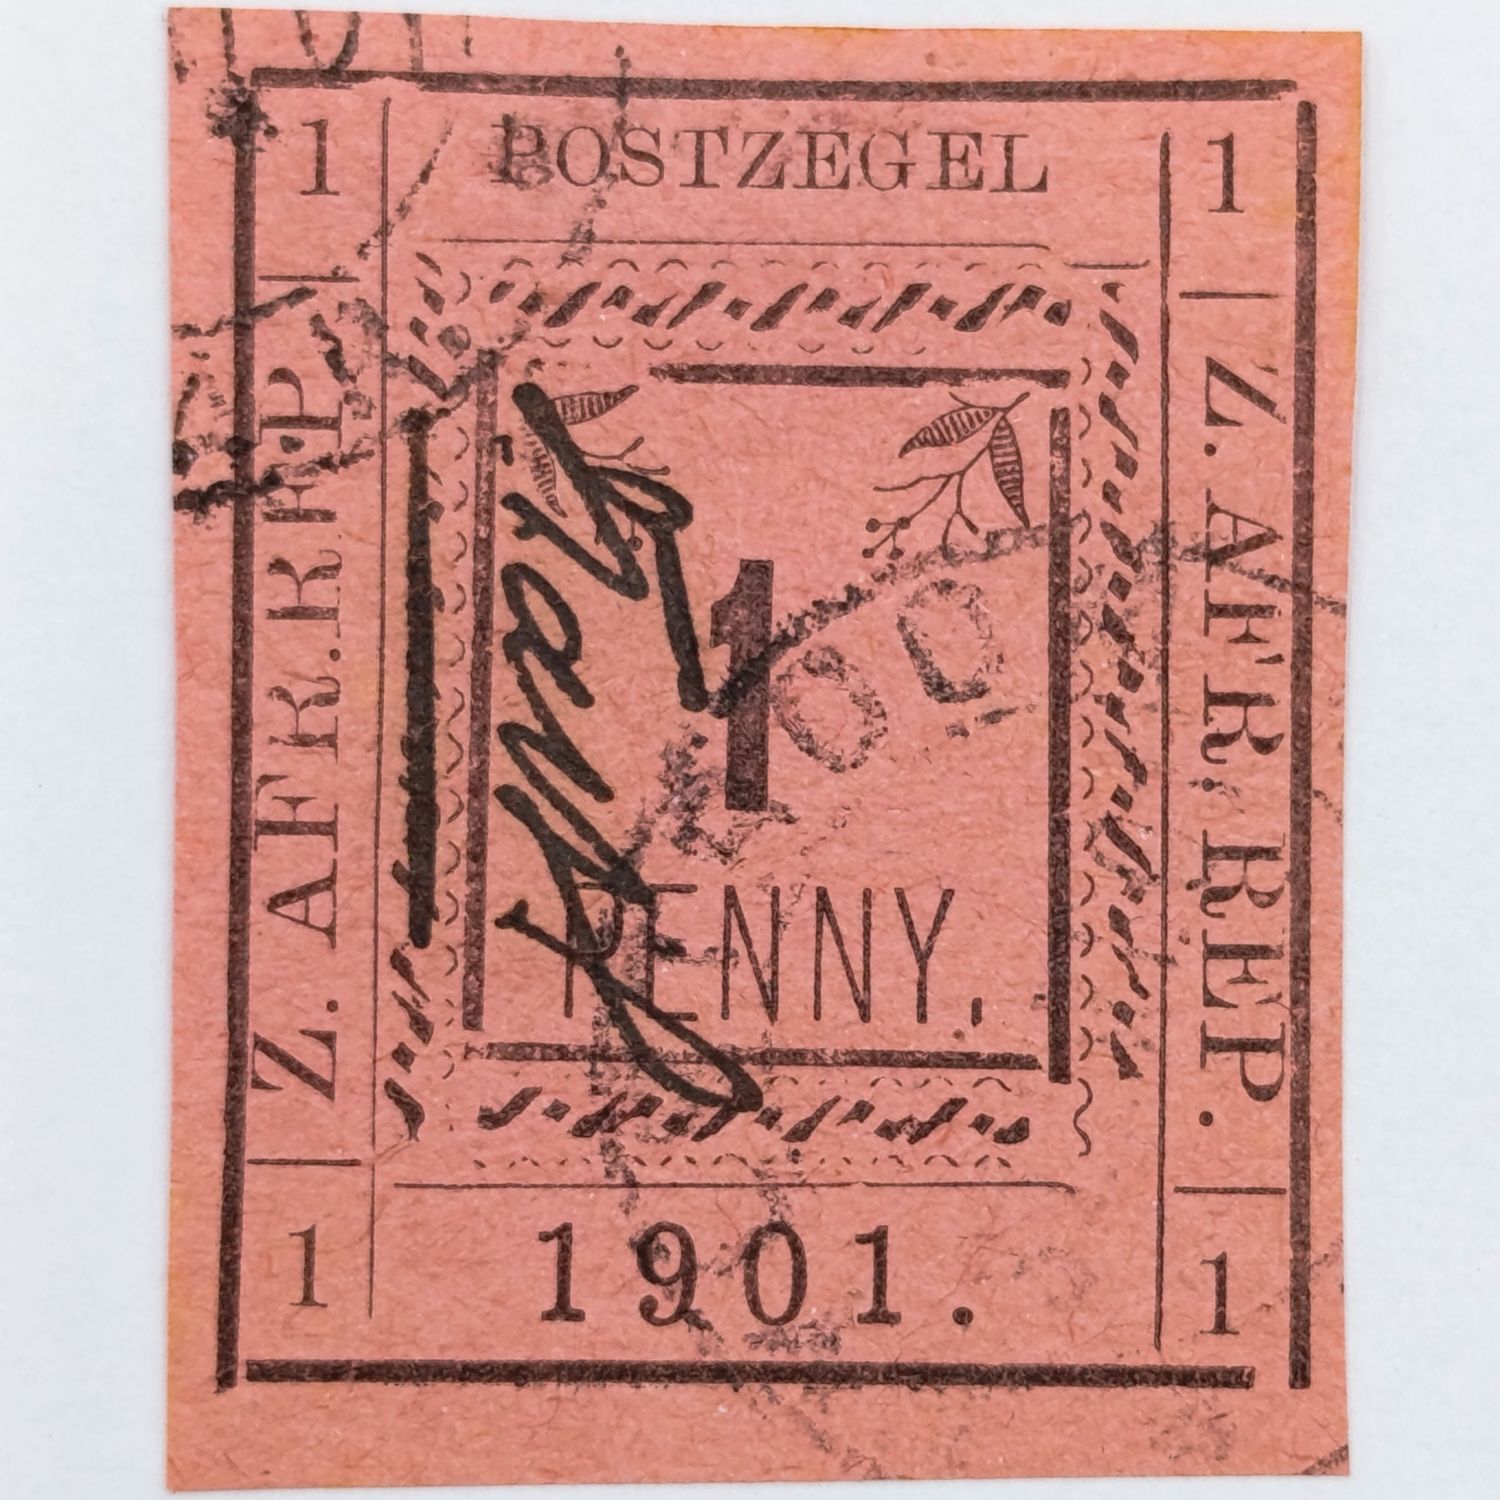 1 POSTZEGEL 1
Z. AFR. REP.
1
PENNY.
Z. AFR. REP.
1 1901. 1